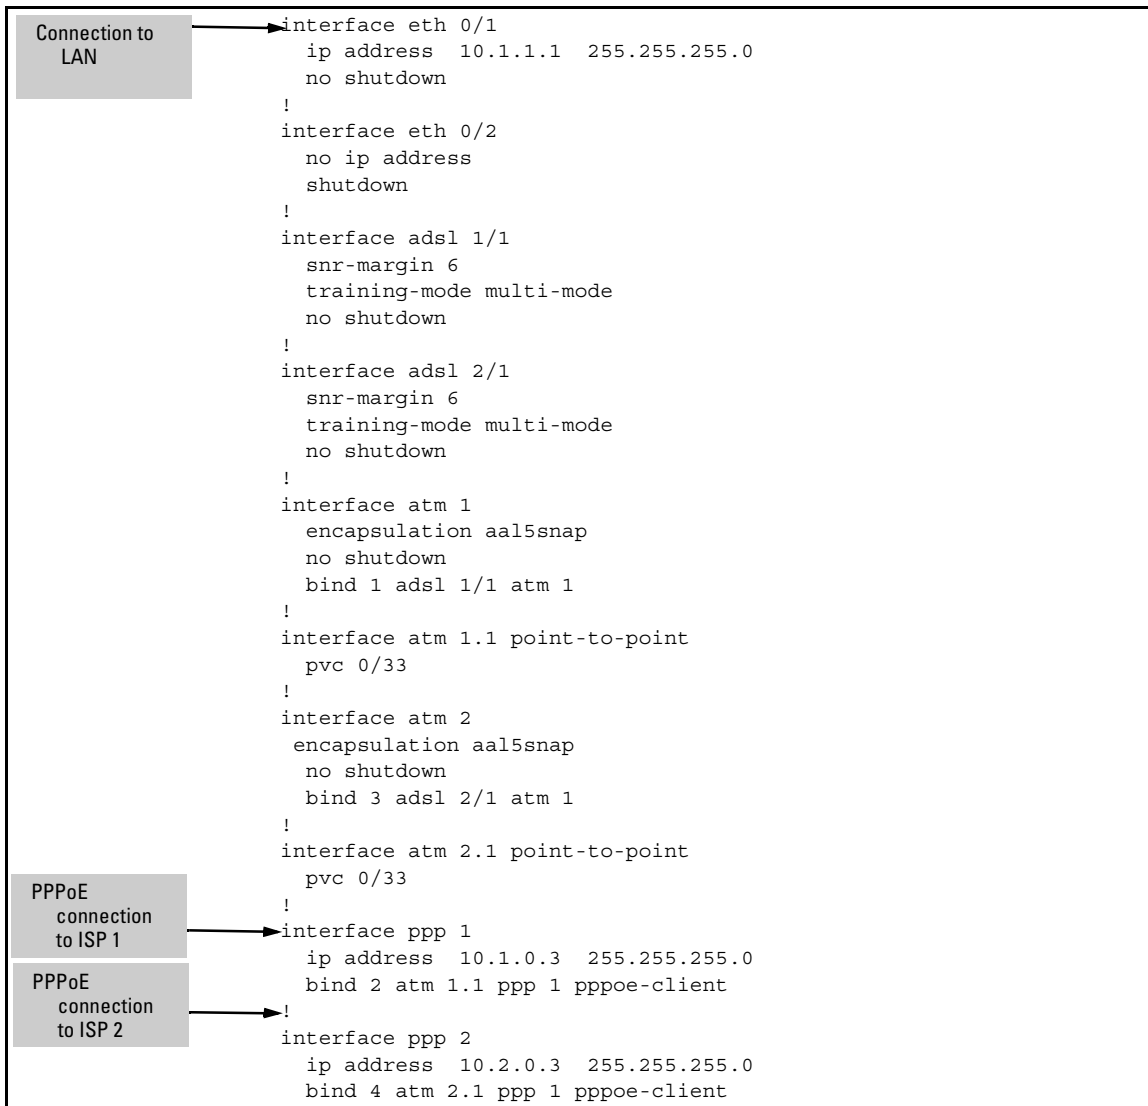 Connection to
LAN
interface eth 0/1
ip address 10.1.1.1 255.255.255.0
no shutdown
!
interface eth 0/2
no ip address
shutdown
!
interface adsl 1/1
snr-margin 6
training-mode multi-mode
no shutdown
!
interface adsl 2/1
snr-margin 6
training-mode multi-mode
no shutdown
!
interface atm 1
encapsulation aal5snap
no shutdown
bind 1 adsl 1/1 atm 1
!
interface atm 1.1 point-to-point
pvc 0/33
!
interface atm 2
encapsulation aal5snap
no shutdown
bind 3 adsl 2/1 atm 1
!
interface atm 2.1 point-to-point
pvc 0/33
!
PPPoE
connection
to ISP 1
interface ppp 1
ip address 10.1.0.3 255.255.255.0
bind 2 atm 1.1 ppp 1 pppoe-client
PPPoE
connection
to ISP 2
!
interface ppp 2
ip address 10.2.0.3 255.255.255.0
bind 4 atm 2.1 ppp 1 pppoe-client